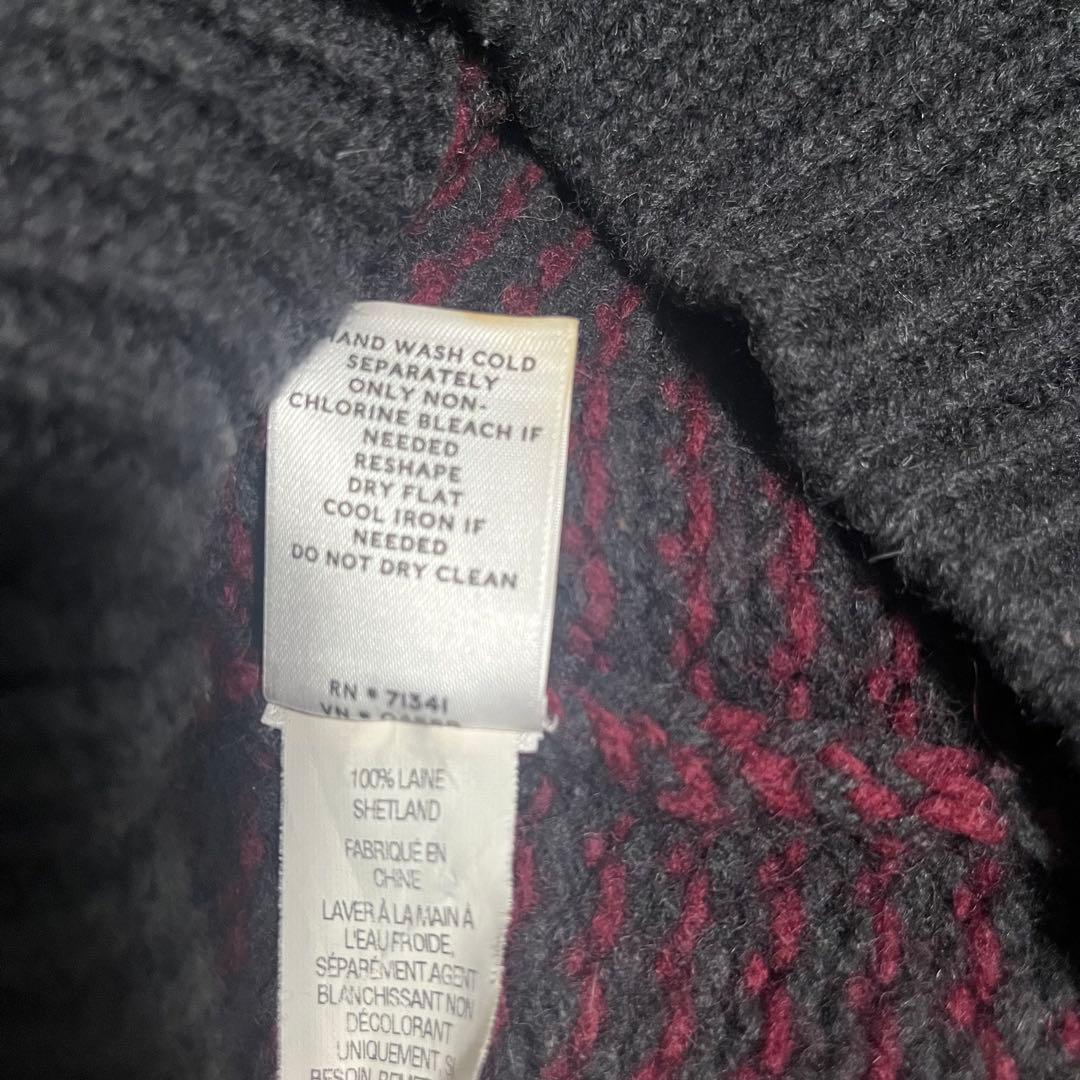 HAND WASH COLD
SEPARATELY
ONLY NON-
CHLORINE BLEACH IF
NEEDED
RESHAPE
DRY FLAT
COOL IRON IF
NEEDED
DO NOT DRY CLEAN
RN # 71341
VN #
100% LAINE
SHETLAND
FABRIQUÉ EN
CHINE
LAVER À LA MAIN À
L'EAU FROIDE,
SÉPARÉMENT AGENT
BLANCHISSANT NON
DÉCOLORANT
UNIQUEMENT SI
BESOIN